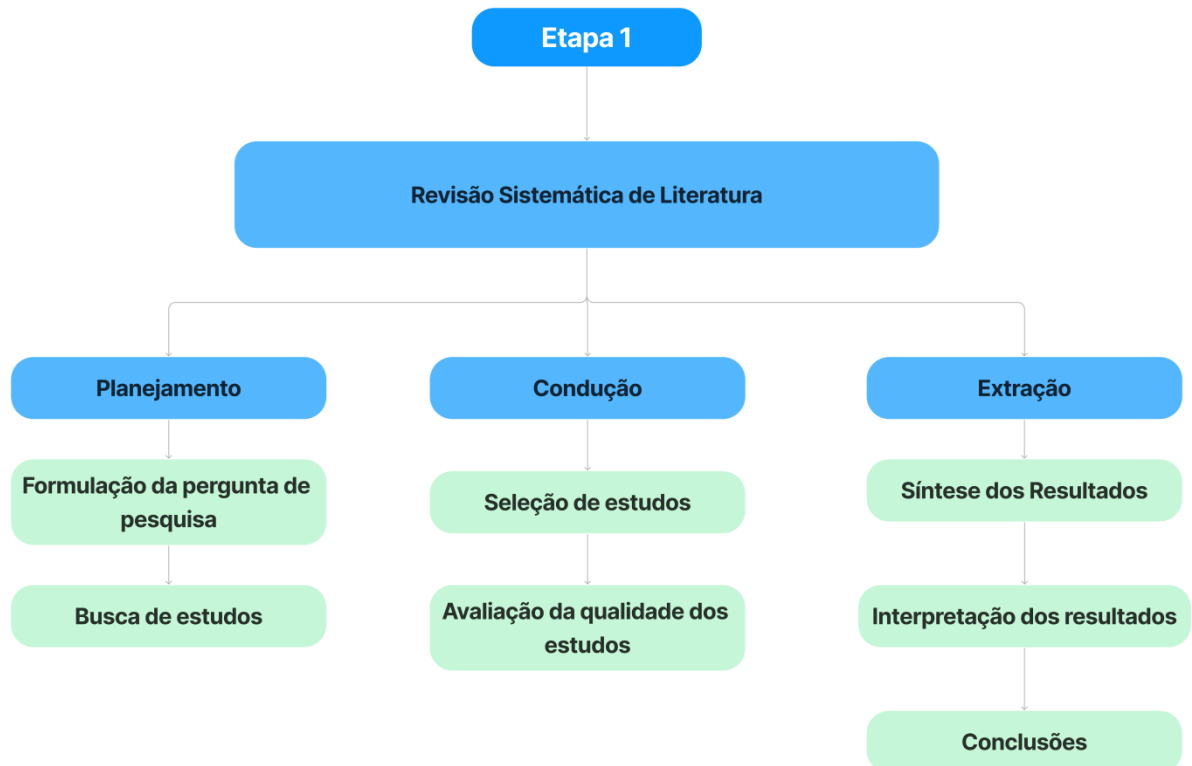 Etapa 1
Revisão Sistemática de Literatura
Planejamento
Condução
Extração
Formulação da pergunta de
pesquisa
Seleção de estudos
Síntese dos Resultados
Busca de estudos
Avaliação da qualidade dos
estudos
Interpretação dos resultados
Conclusões